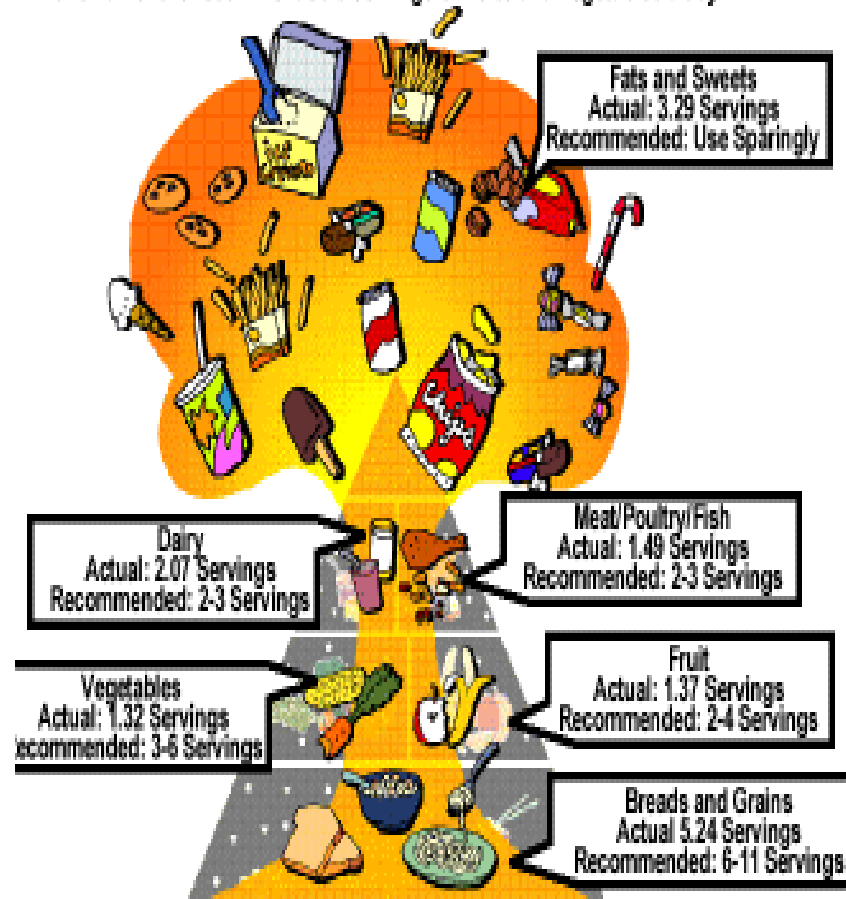 Fats and Sweets
Actual: 3.29 Servings
Recommended: Use Sparingly
chips
Dairy
Actual: 2.07 Servings
Recommended: 2-3 Servings
Meat/Poultry/Fish
Actual: 1.49 Servings
Recommended: 2-3 Servings
Vegetables
Actual: 1.32 Servings
ecommended: 3-6 Servings
Fruit
Actual: 1.37 Servings
Recommended: 2-4 Servings
Breads and Grains
Actual 5.24 Servings
Recommended: 6-11 Servings